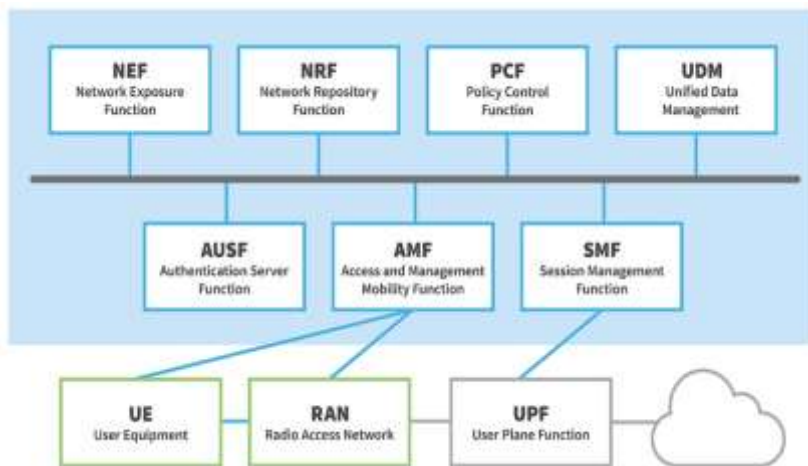 NEF
Network Exposure
Function
NRF
Network Repository
Function
PCF
Policy Control
Function
UDM
Unified Data
Management
AUSF
Authentication Server
Function
AMF
Access and Management
Mobility Function
SMF
Session Management
Function
UE
User Equipment
RAN
Radio Access Network
UPF
User Plane Function